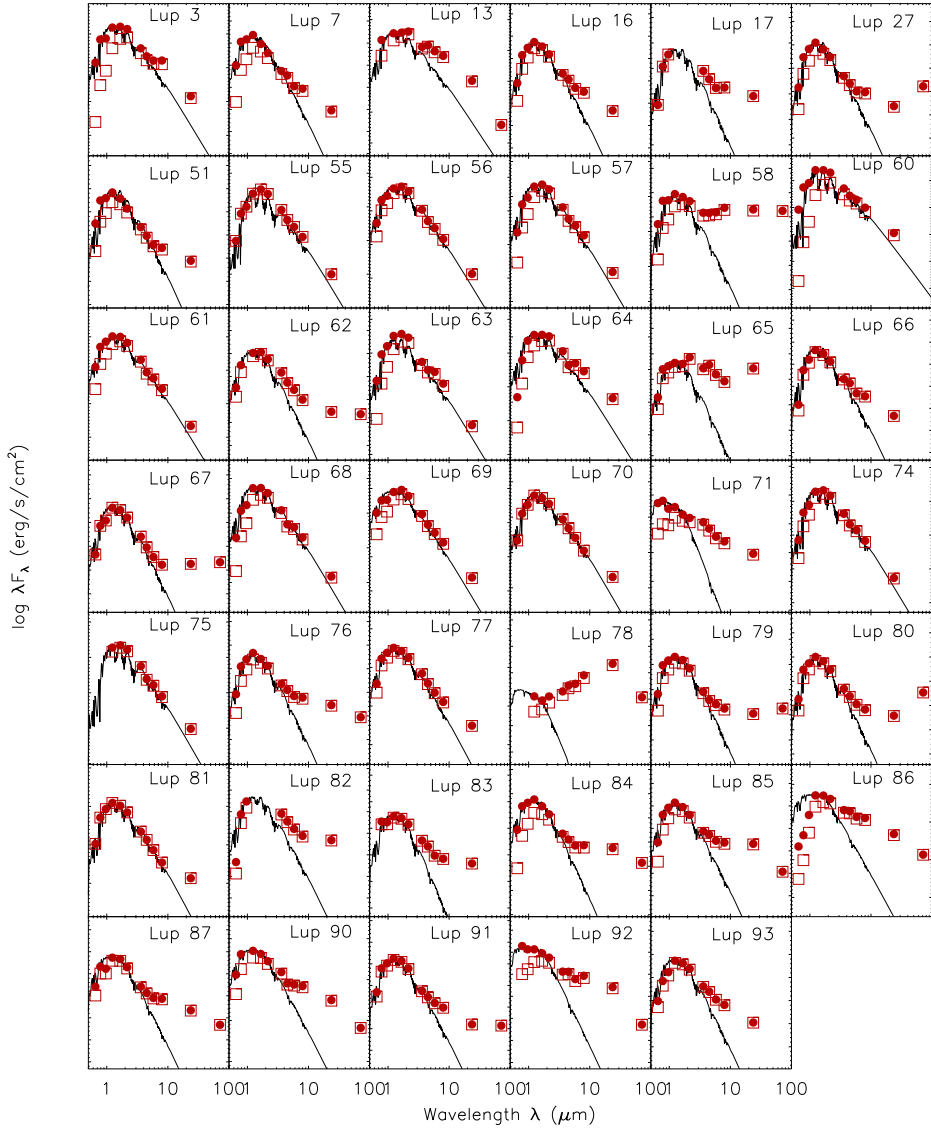 Lup 3
Lup 7
Lup 13
Lup 16
Lup 17
Lup 27
Lup 51
Lup 55
Lup 56
Lup 57
Lup 58
Lup 60
Lup 61
Lup 62
Lup 63
Lup 64
Lup 65
Lup 66
Lup 67
Lup 68
Lup 69
Lup 70
Lup 71
Lup 74
Lup 75
Lup 76
Lup 77
Lup 78
Lup 79
Lup 80
Lup 81
Lup 82
Lup 83
Lup 84
Lup 85
Lup 86
Lup 87
Lup 90
Lup 91
Lup 92
Lup 93
log λFλ (erg/s/cm²)
1 10 1001 10 1001 10 1001 10 1001 10 100
Wavelength λ (μm)